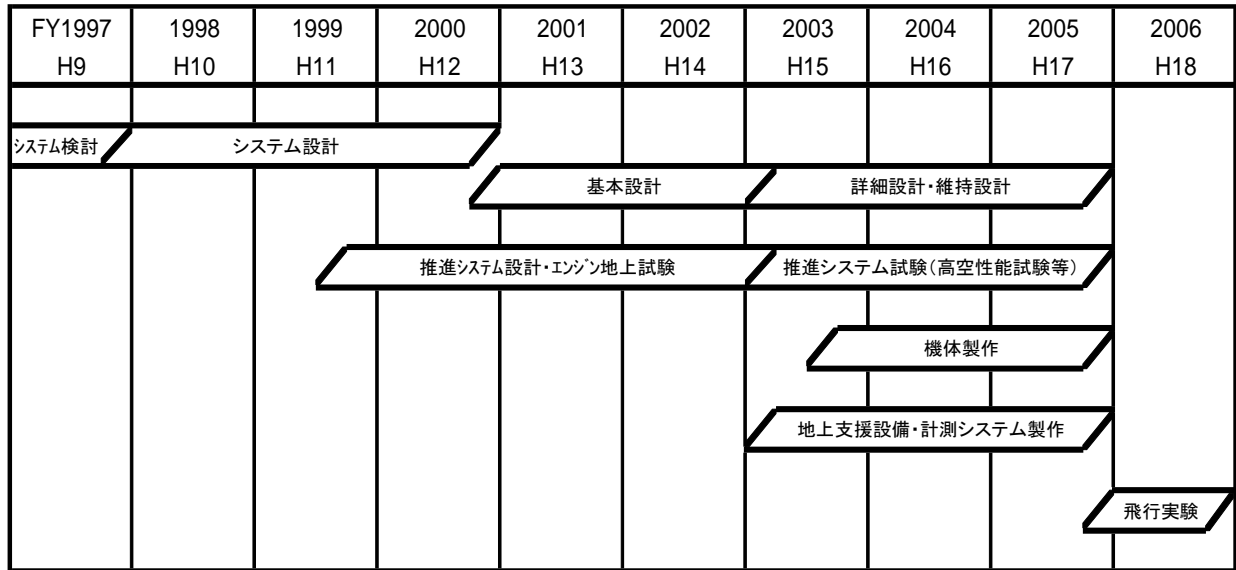 FY1997 1998 1999 2000 2001 2002 2003 2004 2005 2006
H9 H10 H11 H12 H13 H14 H15 H16 H17 H18
ｼｽﾃﾑ検討 システム設計
基本設計 詳細設計・維持設計
推進ｼｽﾃﾑ設計・ｴﾝｼﾞﾝ地上試験 推進システム試験(高空性能試験等)
機体製作
地上支援設備・計測システム製作
飛行実験